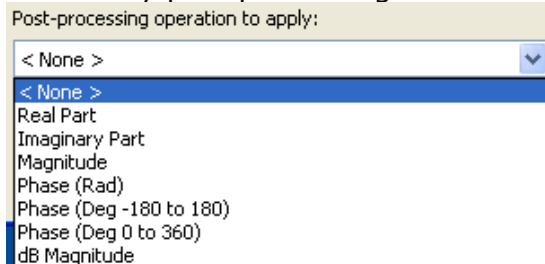 Post-processing operation to apply:
< None >
< None >
Real Part
Imaginary Part
Magnitude
Phase (Rad)
Phase (Deg -180 to 180)
Phase (Deg 0 to 360)
dB Magnitude